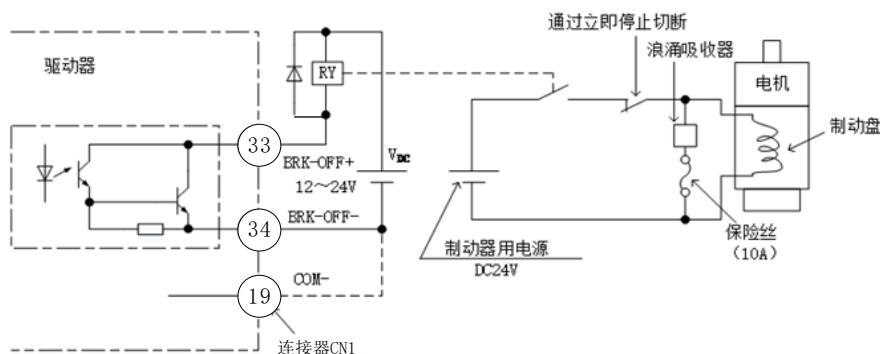 通过立即停止切断
浪涌吸收器
驱动器
RY
电机
制动盘
33
BRK-OFF+
VDC
12～24V
34
BRK-OFF-
制动器用电源
DC24V
保险丝
（10A）
COM-
19
连接器CN1